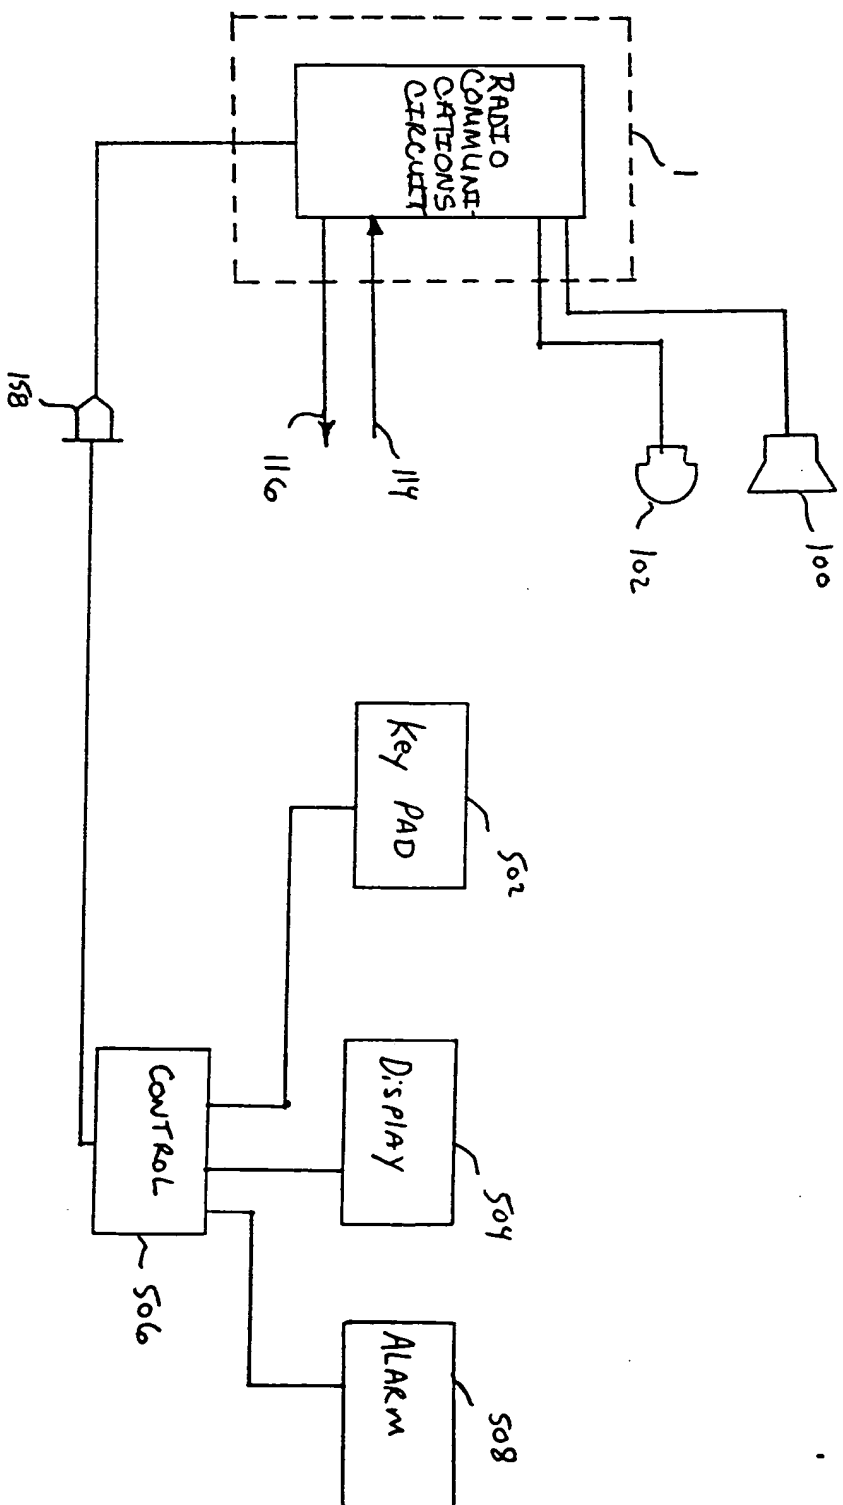 100
1
102
RADIO
COMMUNI-
CATIONS
CIRCUIT
114
116
502
504
508
Key PAD
Display
ALARM
CONTROL
506
158